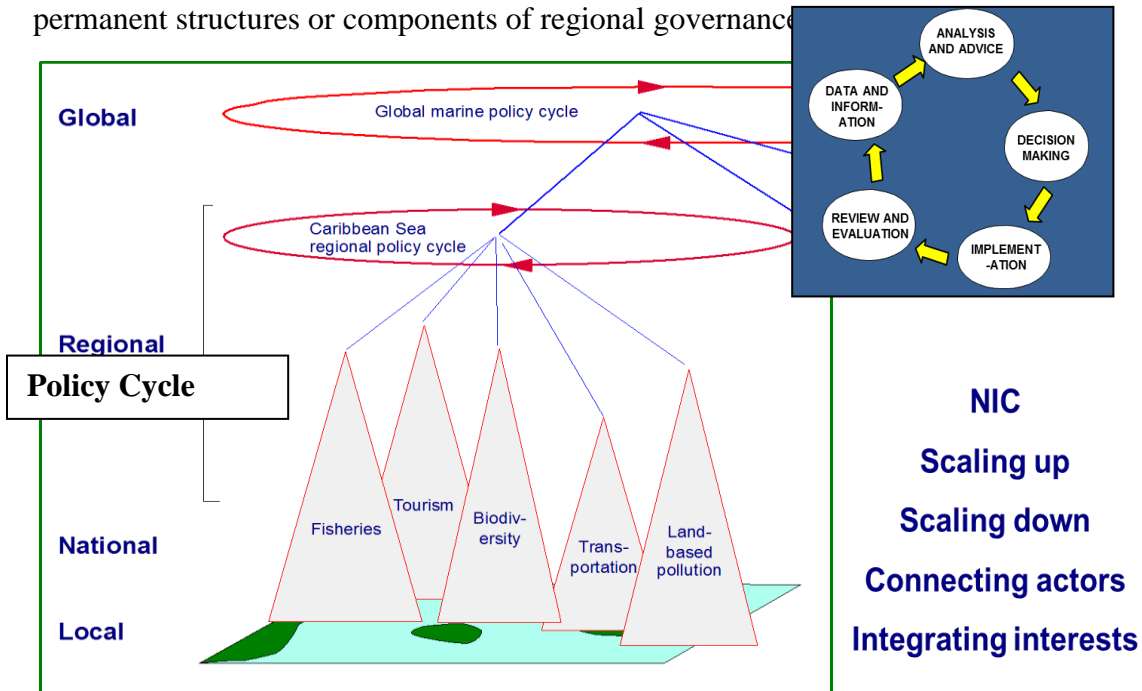 permanent structures or components of regional governance
ANALYSIS
AND ADVICE
DATA AND
INFORM-
ATION
DECISION
MAKING
REVIEW AND
EVALUATION
IMPLEMENT
-ATION
Global
Global marine policy cycle
Caribbean Sea
regional policy cycle
Regional
Policy Cycle
National
Local
Fisheries
Tourism
Biodiv-
ersity
Trans-
portation
Land-
based
pollution
NIC
Scaling up
Scaling down
Connecting actors
Integrating interests